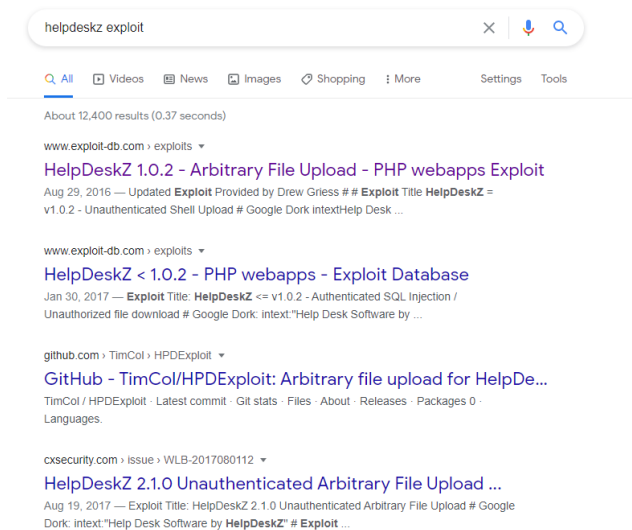 helpdeskz exploit
All Videos News Images Shopping More Settings Tools
About 12,400 results (0.37 seconds)
www.exploit-db.com › exploits
HelpDeskZ 1.0.2 - Arbitrary File Upload - PHP webapps Exploit
Aug 29, 2016 — Updated Exploit Provided by Drew Griess # # Exploit Title HelpDeskZ =
v1.0.2 - Unauthenticated Shell Upload # Google Dork intextHelp Desk ...
www.exploit-db.com › exploits
HelpDeskZ < 1.0.2 - PHP webapps - Exploit Database
Jan 30, 2017 — Exploit Title: HelpDeskZ <= v1.0.2 - Authenticated SQL Injection /
Unauthorized file download # Google Dork: intext:"Help Desk Software by ...
github.com › TimCol › HPDExploit
GitHub - TimCol/HPDExploit: Arbitrary file upload for HelpDe...
TimCol / HPDExploit · Latest commit · Git stats · Files · About · Releases · Packages 0 ·
Languages.
cxsecurity.com › issue › WLB-2017080112
HelpDeskZ 2.1.0 Unauthenticated Arbitrary File Upload ...
Aug 19, 2017 — Exploit Title: HelpDeskZ 2.1.0 Unauthenticated Arbitrary File Upload # Google
Dork: intext:"Help Desk Software by HelpDeskZ" # Exploit ...